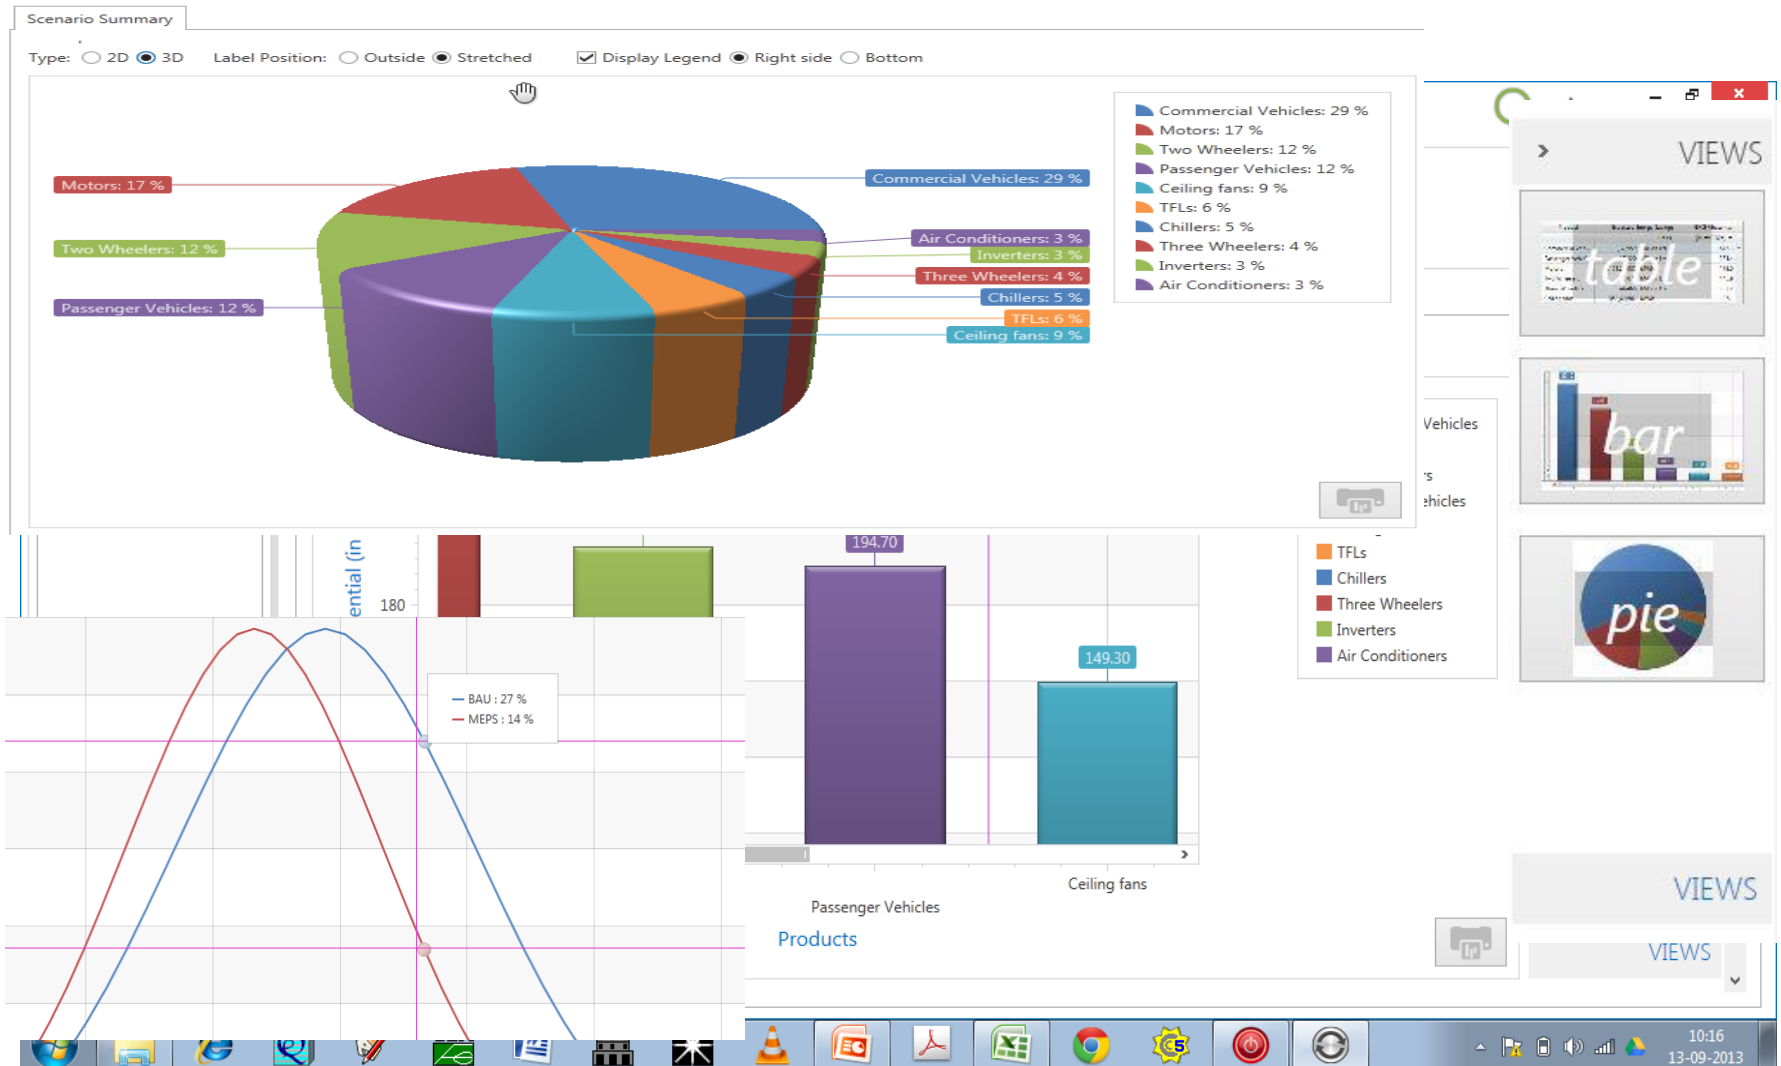 Scenario Summary
Type: 2D 3D Label Position: Outside Stretched Display Legend Right side Bottom
Commercial Vehicles: 29 %
Motors: 17 %
Two Wheelers: 12 %
Passenger Vehicles: 12 %
Ceiling fans: 9 %
TFLs: 6 %
Chillers: 5 %
Three Wheelers: 4 %
Inverters: 3 %
Air Conditioners: 3 %
Motors: 17 %
Two Wheelers: 12 %
Passenger Vehicles: 12 %
Commercial Vehicles: 29 %
Air Conditioners: 3 %
Inverters: 3 %
Three Wheelers: 4 %
Chillers: 5 %
TFLs: 6 %
Ceiling fans: 9 %
VIEWS
table
bar
pie
VIEWS
VIEWS
Vehicles
rs
ehicles
TFLs
Chillers
Three Wheelers
Inverters
Air Conditioners
ential (in
180
194.70
149.30
BAU : 27 %
MEPS : 14 %
Ceiling fans
Passenger Vehicles
Products
10:16
13-09-2013